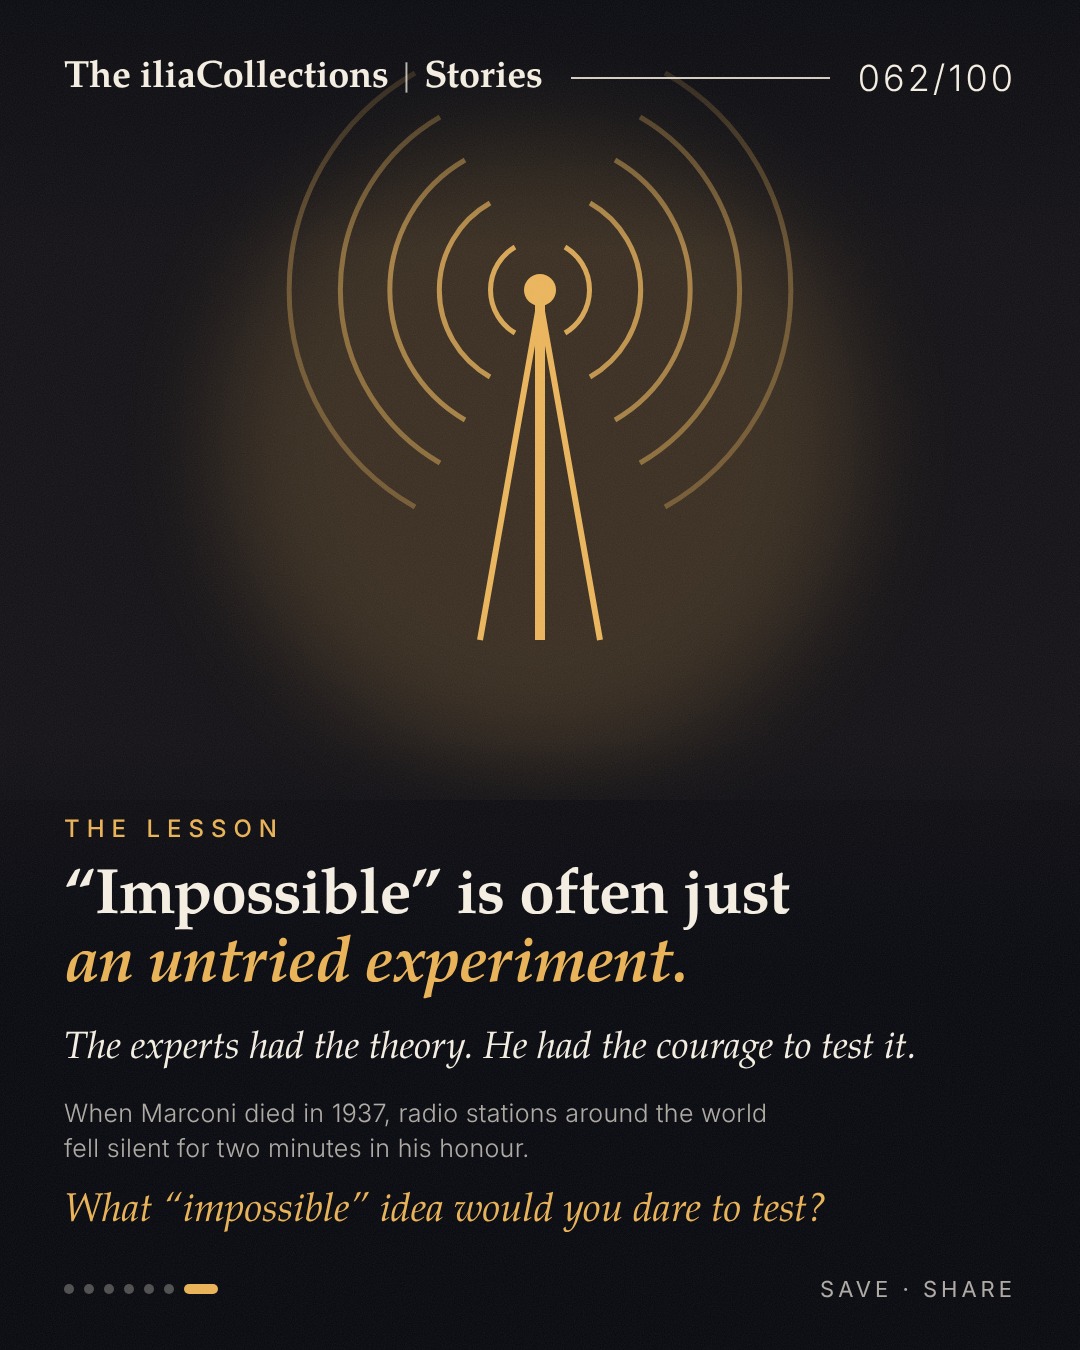 The iliaCollections | Stories 062/100
THE LESSON
“Impossible” is often just
an untried experiment.
The experts had the theory. He had the courage to test it.
When Marconi died in 1937, radio stations around the world
fell silent for two minutes in his honour.
What “impossible” idea would you dare to test?
SAVE · SHARE